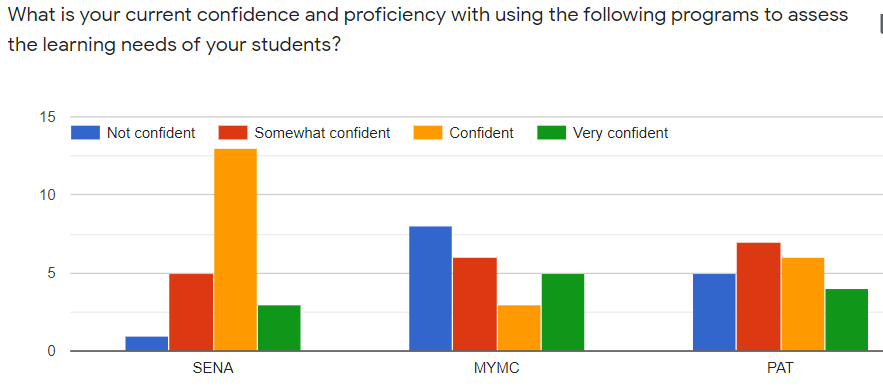 What is your current confidence and proficiency with using the following programs to assess
the learning needs of your students?
15
Not confident Somewhat confident Confident Very confident
10
5
0
SENA MYMC PAT